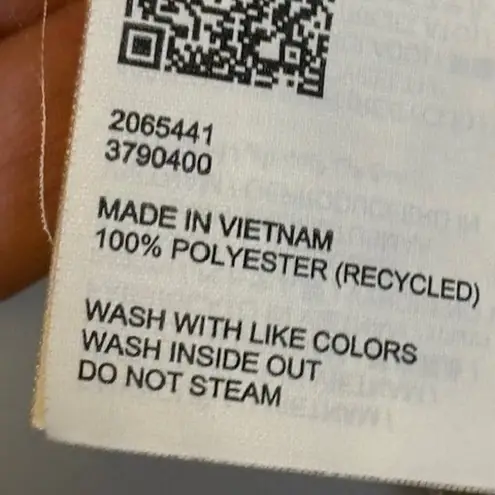 2065441
3790400
MADE IN VIETNAM
100% POLYESTER (RECYCLED)
WASH WITH LIKE COLORS
WASH INSIDE OUT
DO NOT STEAM